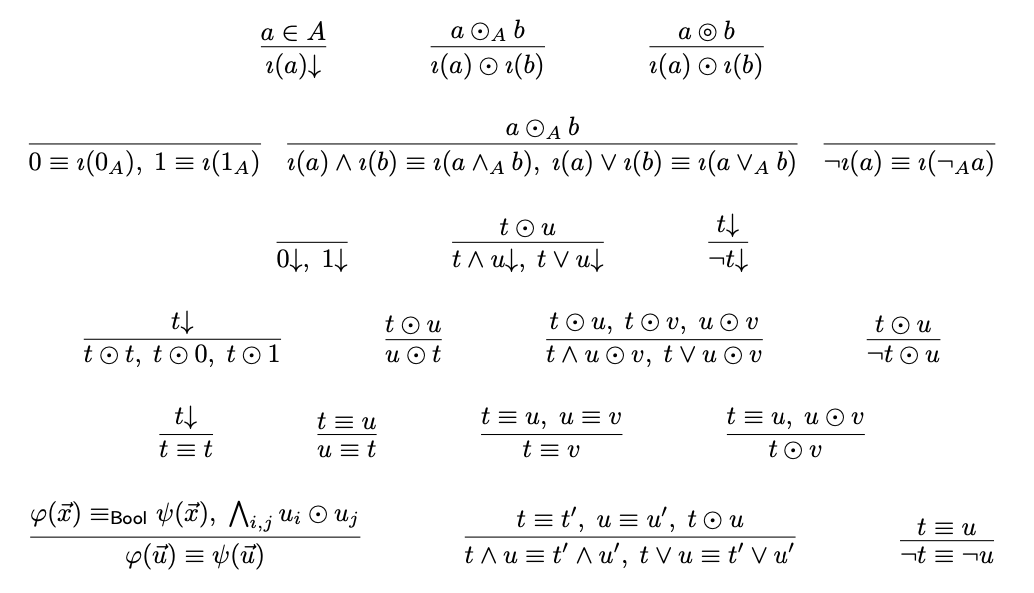 a ∈ A        a ⊙_A b        a ⊚ b
ı(a)↓        ı(a) ⊙ ı(b)        ı(a) ⊙ ı(b)
a ⊙_A b
0 ≡ ı(0_A), 1 ≡ ı(1_A)        ı(a) ∧ ı(b) ≡ ı(a ∧_A b), ı(a) ∨ ı(b) ≡ ı(a ∨_A b)        ¬ı(a) ≡ ı(¬_A a)
t ⊙ u        t↓
0↓, 1↓        t ∧ u↓, t ∨ u↓        ¬t↓
t↓        t ⊙ u        t ⊙ u, t ⊙ v, u ⊙ v        t ⊙ u
t ⊙ t, t ⊙ 0, t ⊙ 1        u ⊙ t        t ∧ u ⊙ v, t ∨ u ⊙ v        ¬t ⊙ u
t↓        t ≡ u        t ≡ u, u ≡ v        t ≡ u, u ⊙ v
t ≡ t        u ≡ t        t ≡ v        t ⊙ v
φ(x⃗) ≡_Bool ψ(x⃗), ⋀_{i,j} u_i ⊙ u_j        t ≡ t′, u ≡ u′, t ⊙ u        t ≡ u
φ(u⃗) ≡ ψ(u⃗)        t ∧ u ≡ t′ ∧ u′, t ∨ u ≡ t′ ∨ u′        ¬t ≡ ¬u